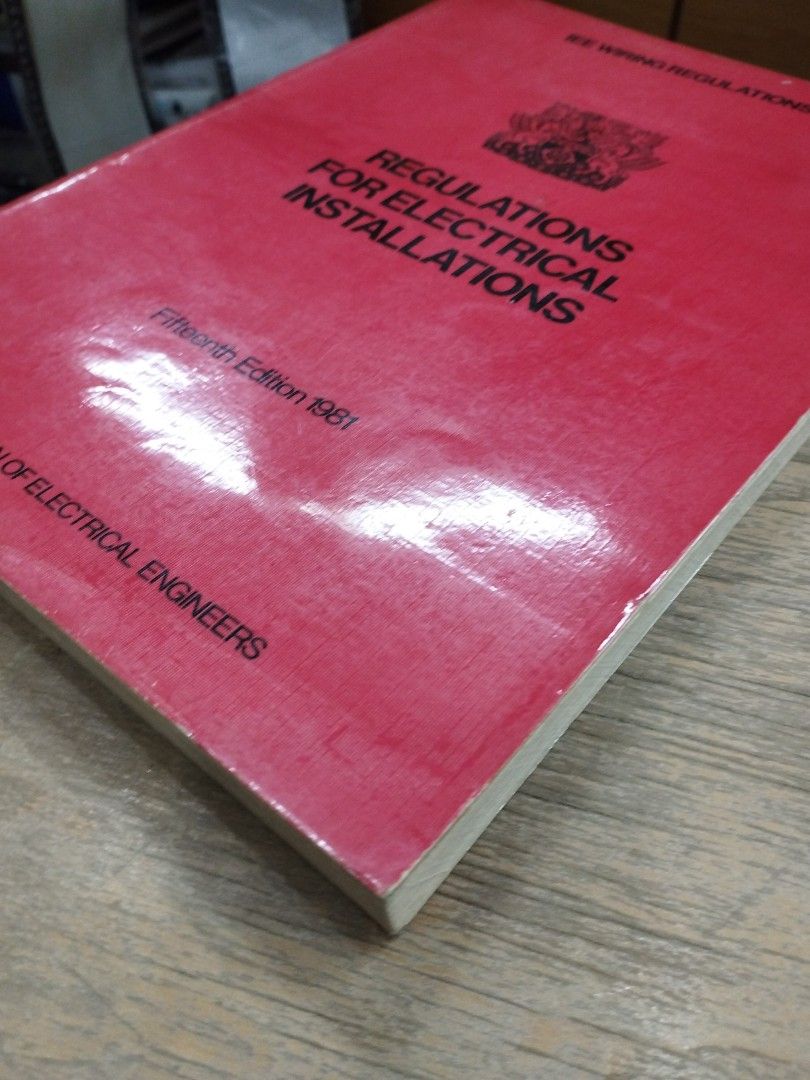 IEE WIRING REGULATIONS
REGULATIONS
FOR ELECTRICAL
INSTALLATIONS
Fifteenth Edition 1981
OF ELECTRICAL ENGINEERS